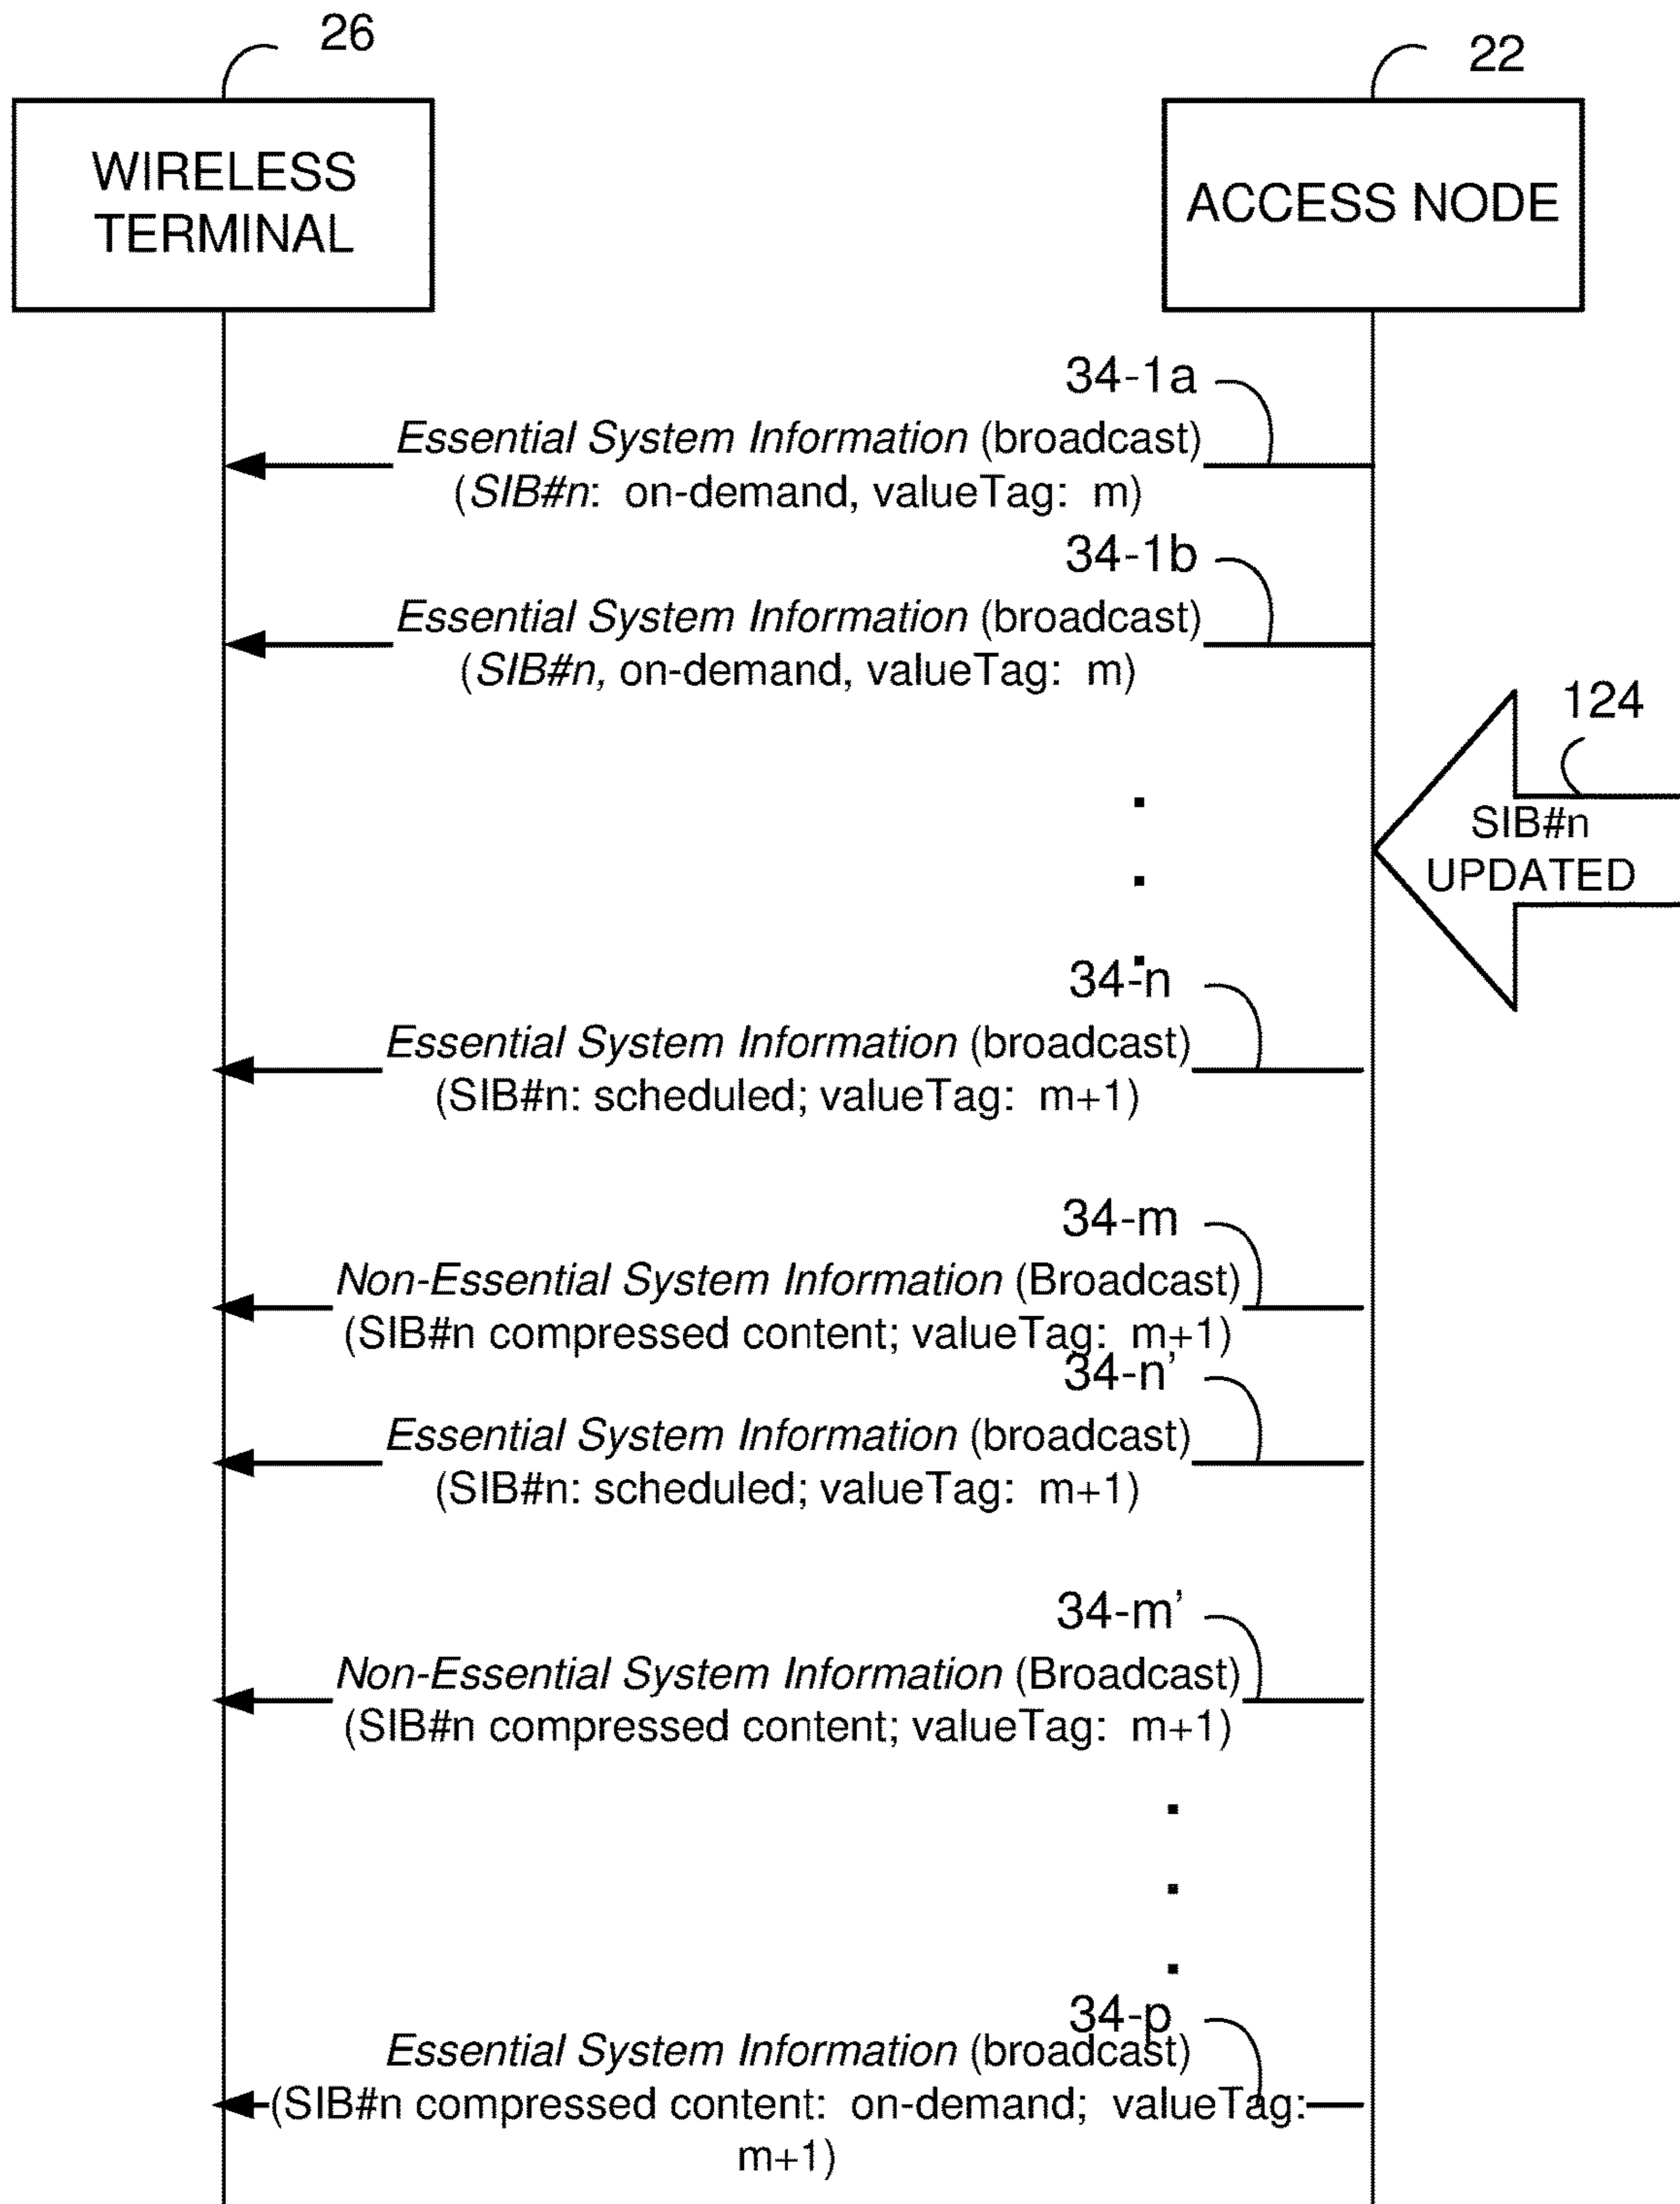 26
22
WIRELESS
TERMINAL
ACCESS NODE
34-1a
Essential System Information (broadcast)
(SIB#n: on-demand, valueTag: m)
34-1b
Essential System Information (broadcast)
(SIB#n, on-demand, valueTag: m)
124
SIB#n
UPDATED
34-n
Essential System Information (broadcast)
(SIB#n: scheduled; valueTag: m+1)
34-m
Non-Essential System Information (Broadcast)
(SIB#n compressed content; valueTag: m+1)
34-n’
Essential System Information (broadcast)
(SIB#n: scheduled; valueTag: m+1)
34-m’
Non-Essential System Information (Broadcast)
(SIB#n compressed content; valueTag: m+1)
34-p
Essential System Information (broadcast)
(SIB#n compressed content: on-demand; valueTag:
m+1)